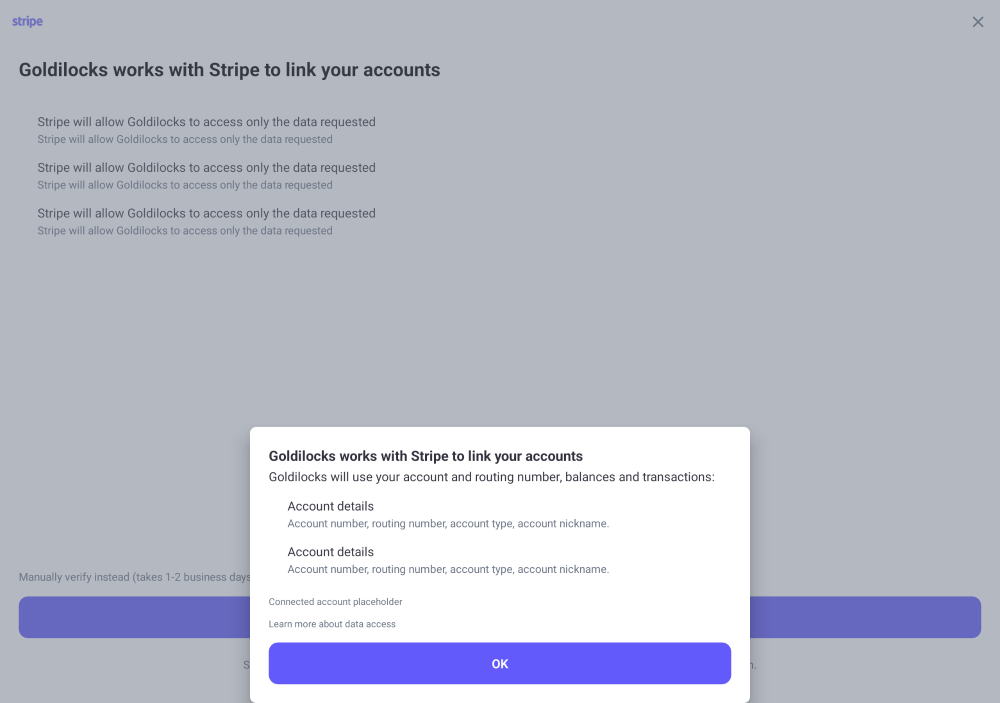 stripe
Goldilocks works with Stripe to link your accounts
Stripe will allow Goldilocks to access only the data requested
Stripe will allow Goldilocks to access only the data requested
Stripe will allow Goldilocks to access only the data requested
Stripe will allow Goldilocks to access only the data requested
Stripe will allow Goldilocks to access only the data requested
Stripe will allow Goldilocks to access only the data requested
Goldilocks works with Stripe to link your accounts
Goldilocks will use your account and routing number, balances and transactions:
Account details
Account number, routing number, account type, account nickname.
Account details
Account number, routing number, account type, account nickname.
Manually verify instead (takes 1-2 business days
Connected account placeholder
Learn more about data access
OK